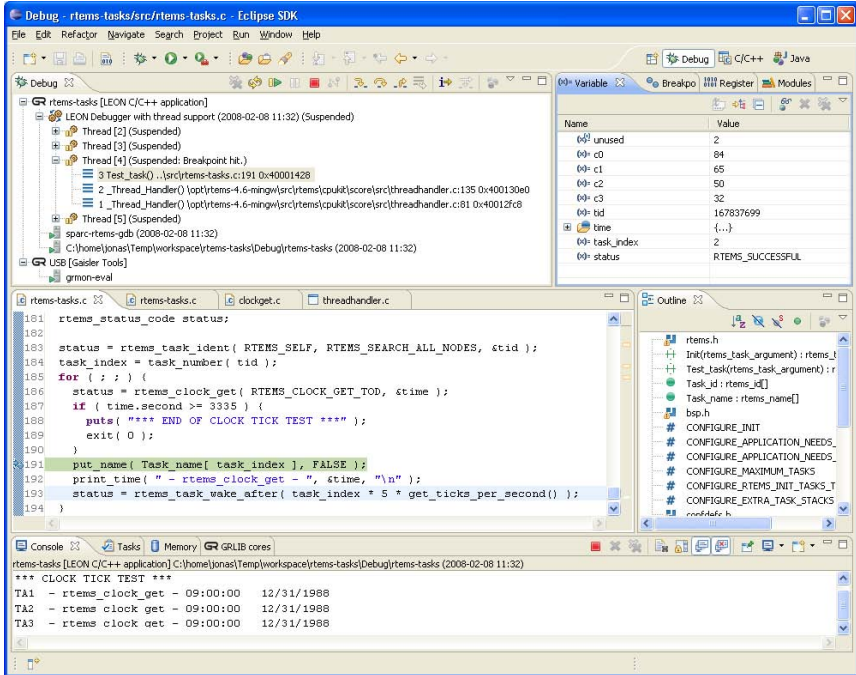 Debug - rtems-tasks/src/rtems-tasks.c - Eclipse SDK
File Edit Refactor Navigate Search Project Run Window Help
Debug C/C++ Java
Debug
rtems-tasks [LEON C/C++ application]
LEON Debugger with thread support (2008-02-08 11:32) (Suspended)
Thread [2] (Suspended)
Thread [3] (Suspended)
Thread [4] (Suspended: Breakpoint hit.)
3 Test_task() ..\src\rtems-tasks.c:191 0x40001428
2 _Thread_Handler() \opt\rtems-4.6-mingw\src\rtems\cpukit\score\src\threadhandler.c:135 0x400130e0
1 _Thread_Handler() \opt\rtems-4.6-mingw\src\rtems\cpukit\score\src\threadhandler.c:81 0x40012fc8
Thread [5] (Suspended)
sparc-rtems-gdb (2008-02-08 11:32)
C:\home\jonas\Temp\workspace\rtems-tasks\Debug\rtems-tasks (2008-02-08 11:32)
GR USB [Gaisler Tools]
grmon-eval
(x)= Variable Breakpo Register Modules
Name Value
unused 2
(x)= c0 84
(x)= c1 65
(x)= c2 50
(x)= c3 32
(x)= tid 167837699
time {...}
(x)= task_index 2
(x)= status RTEMS_SUCCESSFUL
rtems-tasks.c rtems-tasks.c clockget.c threadhandler.c
181 rtems_status_code status;
182
183 status = rtems_task_ident( RTEMS_SELF, RTEMS_SEARCH_ALL_NODES, &tid );
184 task_index = task_number( tid );
185 for ( ; ; ) {
186 status = rtems_clock_get( RTEMS_CLOCK_GET_TOD, &time );
187 if ( time.second >= 3335 ) {
188 puts( "*** END OF CLOCK TICK TEST ***" );
189 exit( 0 );
190 }
191 put_name( Task_name[ task_index ], FALSE );
192 print_time( " - rtems_clock_get - ", &time, "\n" );
193 status = rtems_task_wake_after( task_index * 5 * get_ticks_per_second() );
194 }
Outline
rtems.h
Init(rtems_task_argument) : rtems_t
Test_task(rtems_task_argument) : r
Task_id : rtems_id[]
Task_name : rtems_name[]
bsp.h
# CONFIGURE_INIT
# CONFIGURE_APPLICATION_NEEDS_
# CONFIGURE_APPLICATION_NEEDS_
# CONFIGURE_MAXIMUM_TASKS
# CONFIGURE_RTEMS_INIT_TASKS_T
# CONFIGURE_EXTRA_TASK_STACKS
confdefs.h
Console Tasks Memory GR GRLIB cores
rtems-tasks [LEON C/C++ application] C:\home\jonas\Temp\workspace\rtems-tasks\Debug\rtems-tasks (2008-02-08 11:32)
*** CLOCK TICK TEST ***
TA1 - rtems_clock_get - 09:00:00 12/31/1988
TA2 - rtems_clock_get - 09:00:00 12/31/1988
TA3 - rtems_clock_get - 09:00:00 12/31/1988